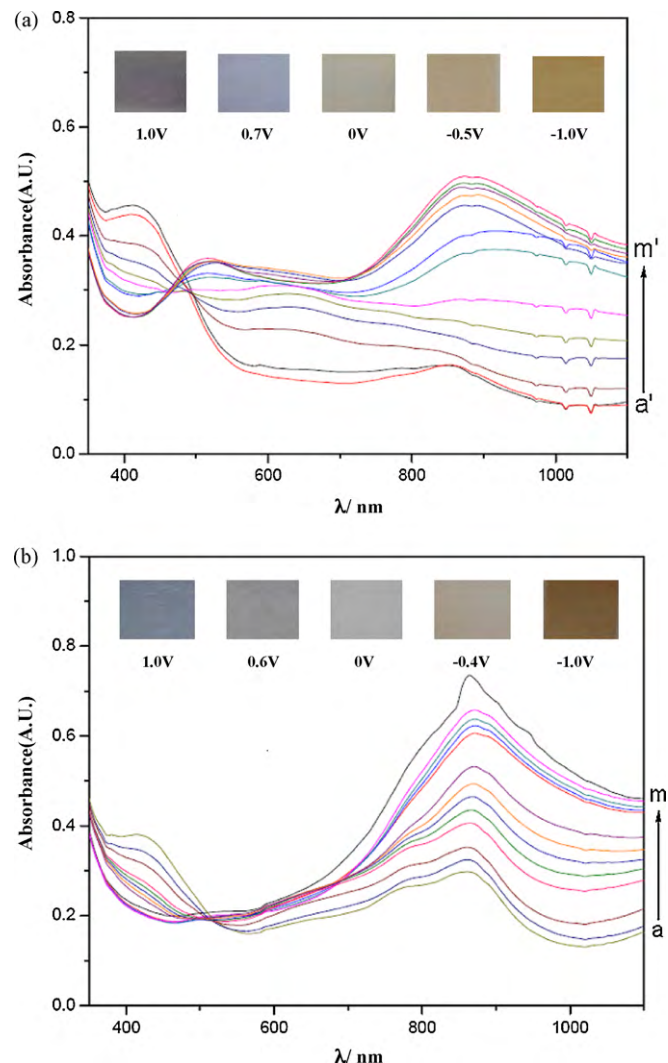 (a)
0.8
0.6
0.4
0.2
0.0
Absorbance(A.U.)
1.0V 0.7V 0V -0.5V -1.0V
m'
a'
400 600 800 1000
λ/ nm
(b)
1.0
0.8
0.6
0.4
0.2
0.0
Absorbance(A.U.)
1.0V 0.6V 0V -0.4V -1.0V
m
a
400 600 800 1000
λ/ nm